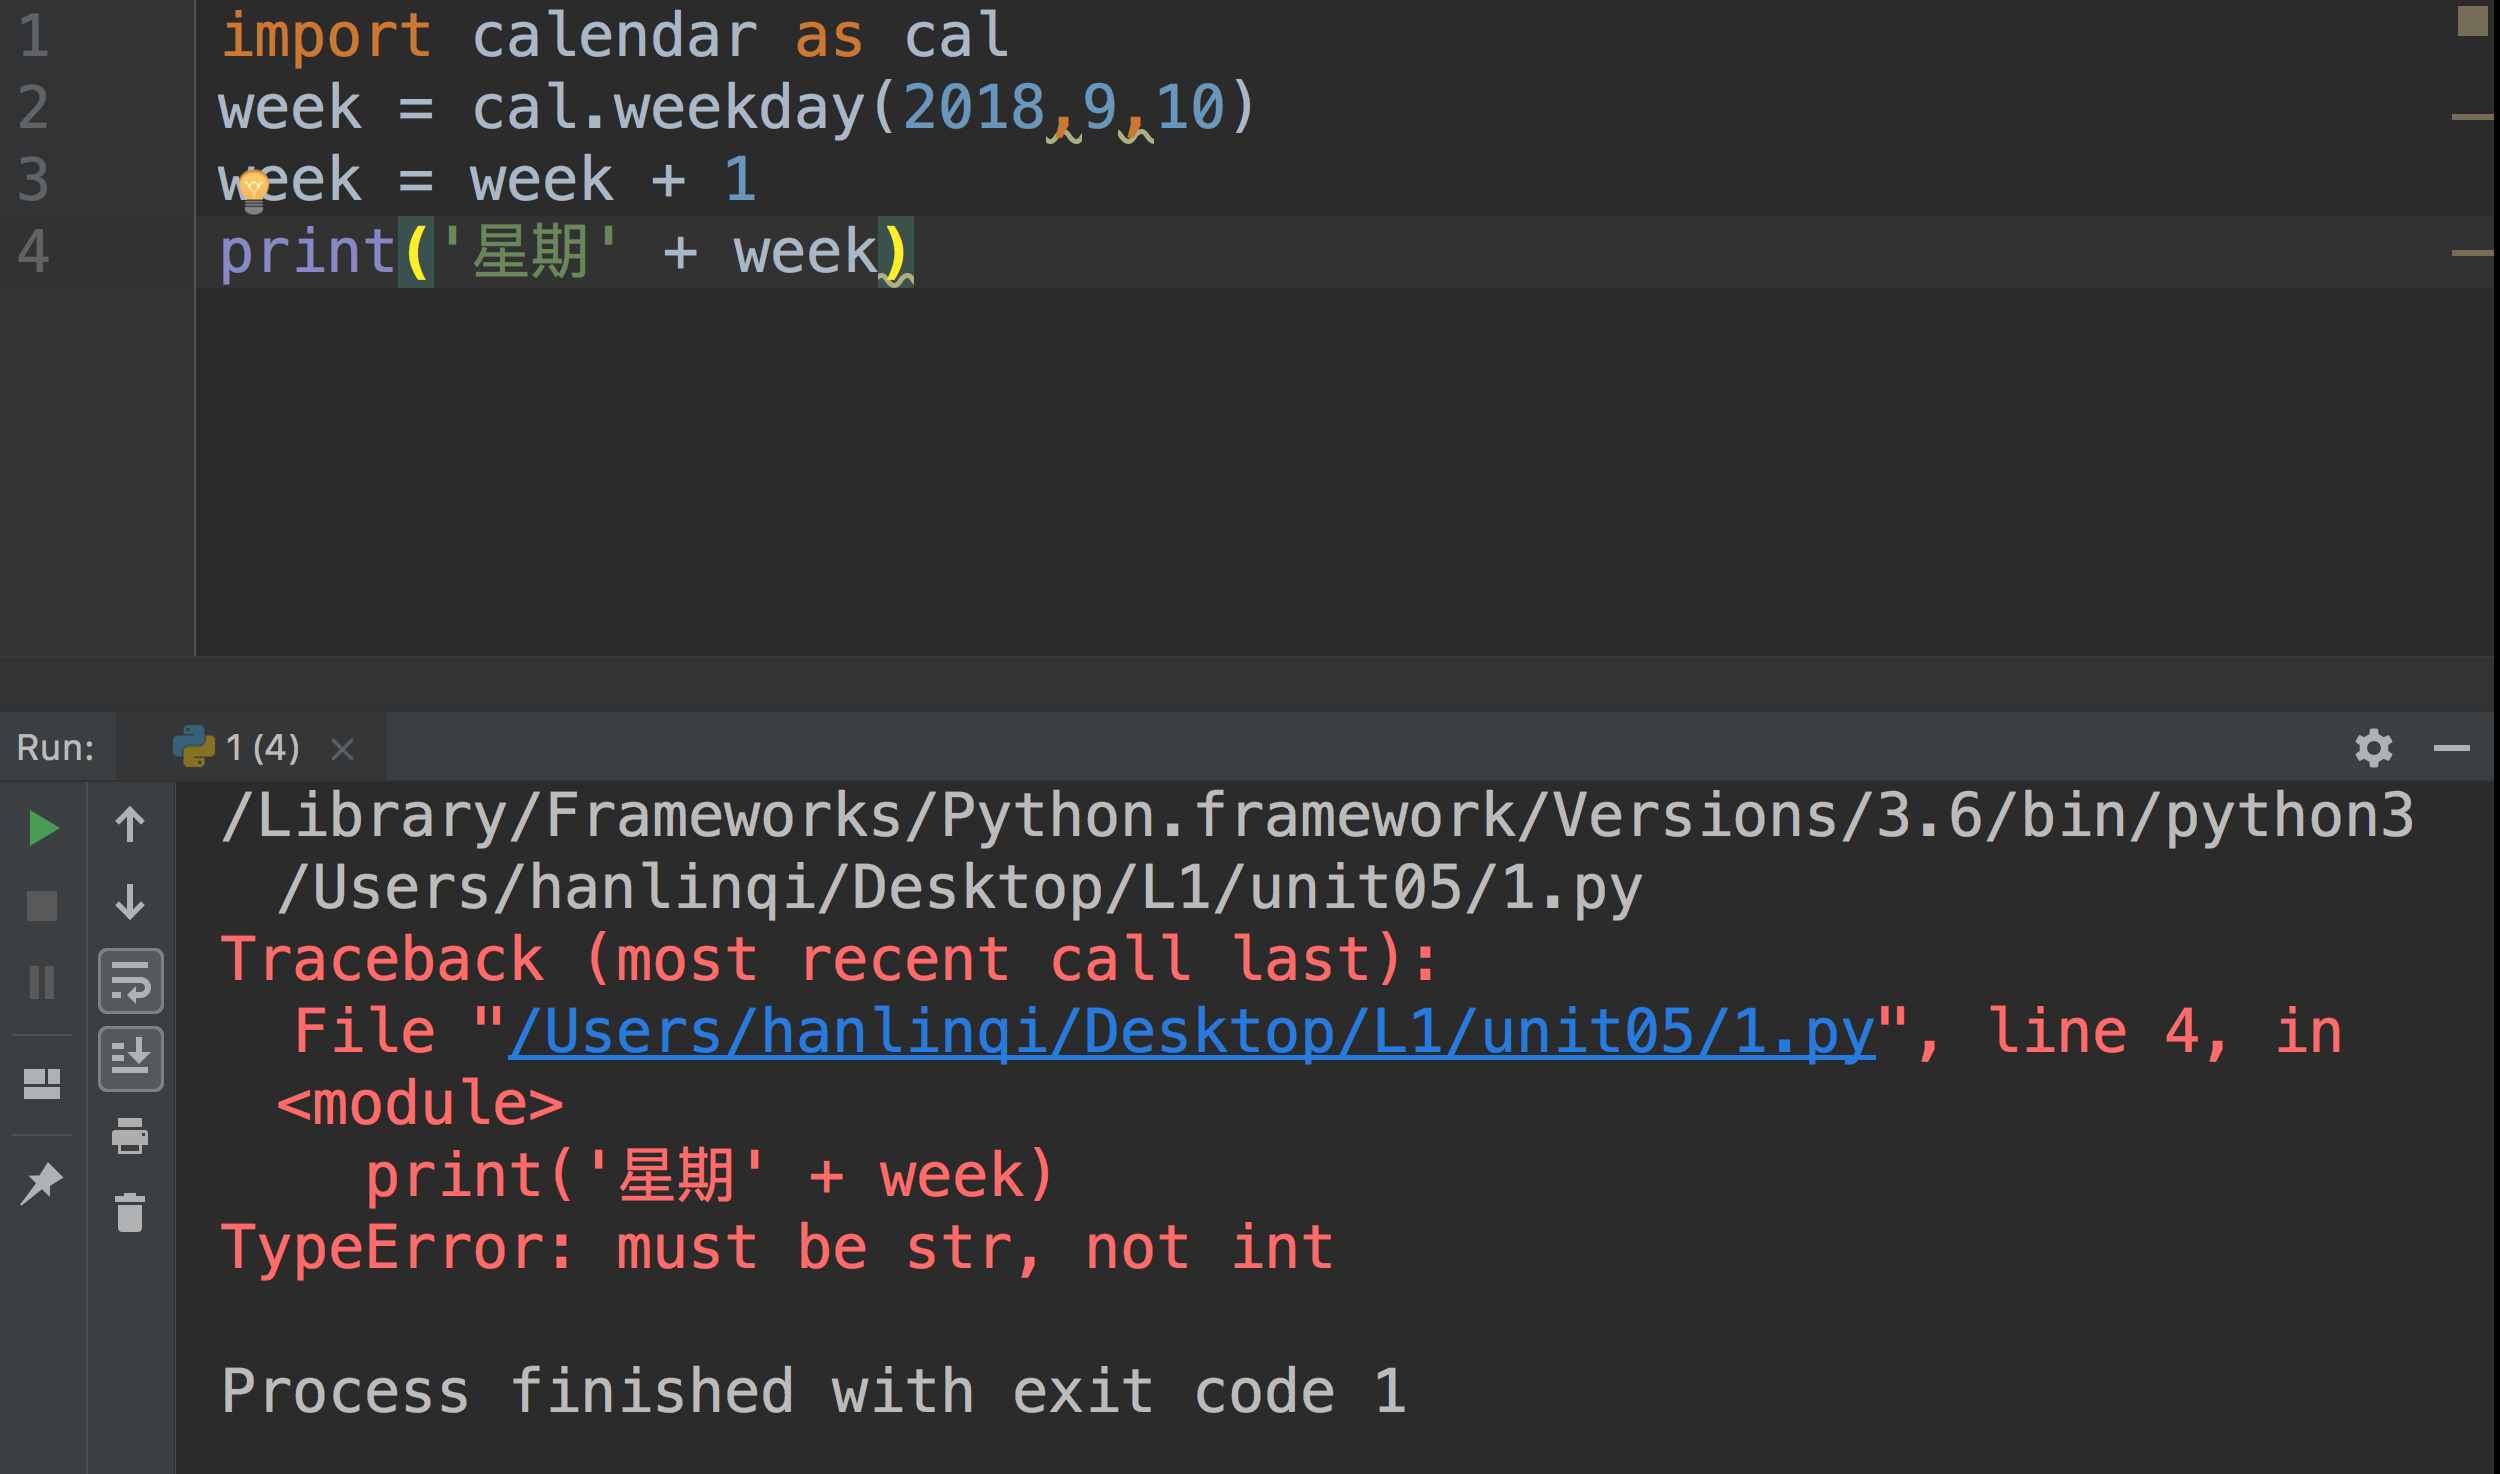 1 import calendar as cal
2 week = cal.weekday(2018,9,10)
3 week = week + 1
4 print('星期' + week)
Run: 1 (4)
/Library/Frameworks/Python.framework/Versions/3.6/bin/python3
/Users/hanlinqi/Desktop/L1/unit05/1.py
Traceback (most recent call last):
File "/Users/hanlinqi/Desktop/L1/unit05/1.py", line 4, in
<module>
print('星期' + week)
TypeError: must be str, not int
Process finished with exit code 1